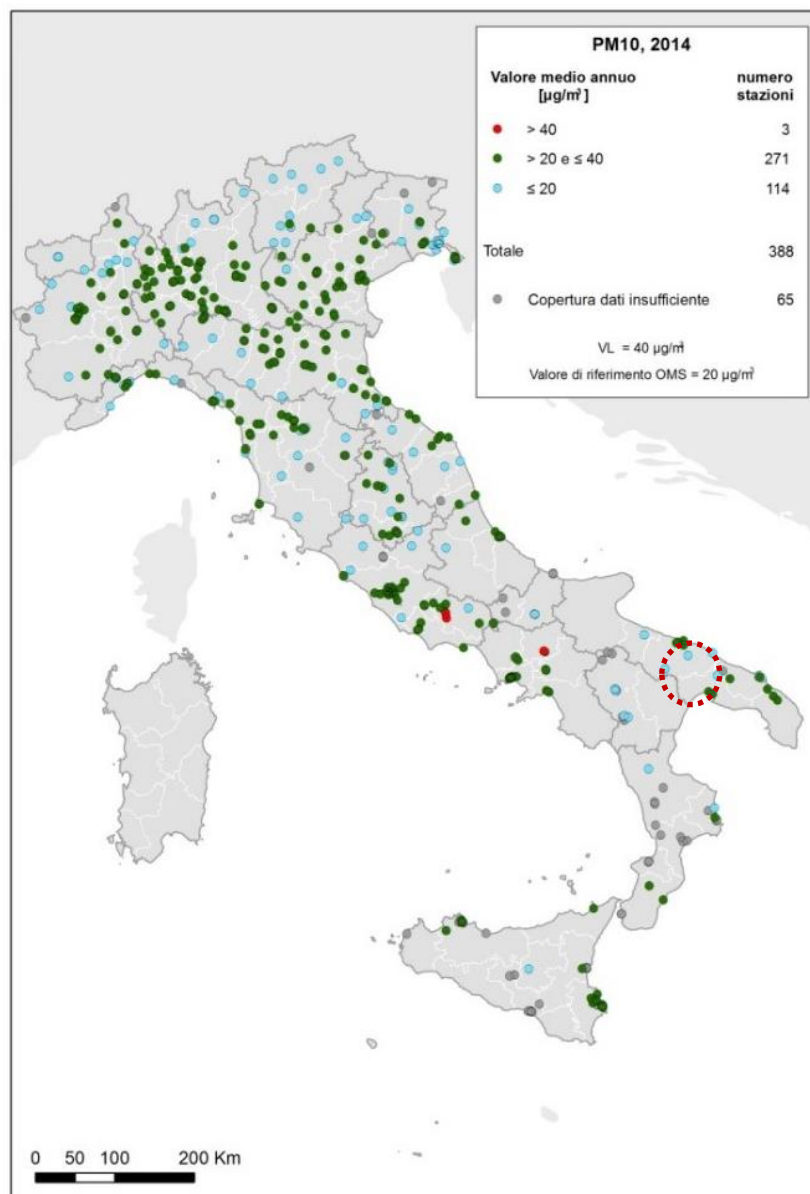 PM10, 2014
Valore medio annuo numero
[µg/m³] stazioni
> 40 3
> 20 e ≤ 40 271
≤ 20 114
Totale 388
Copertura dati insufficiente 65
VL = 40 µg/m³
Valore di riferimento OMS = 20 µg/m³
0 50 100 200 Km